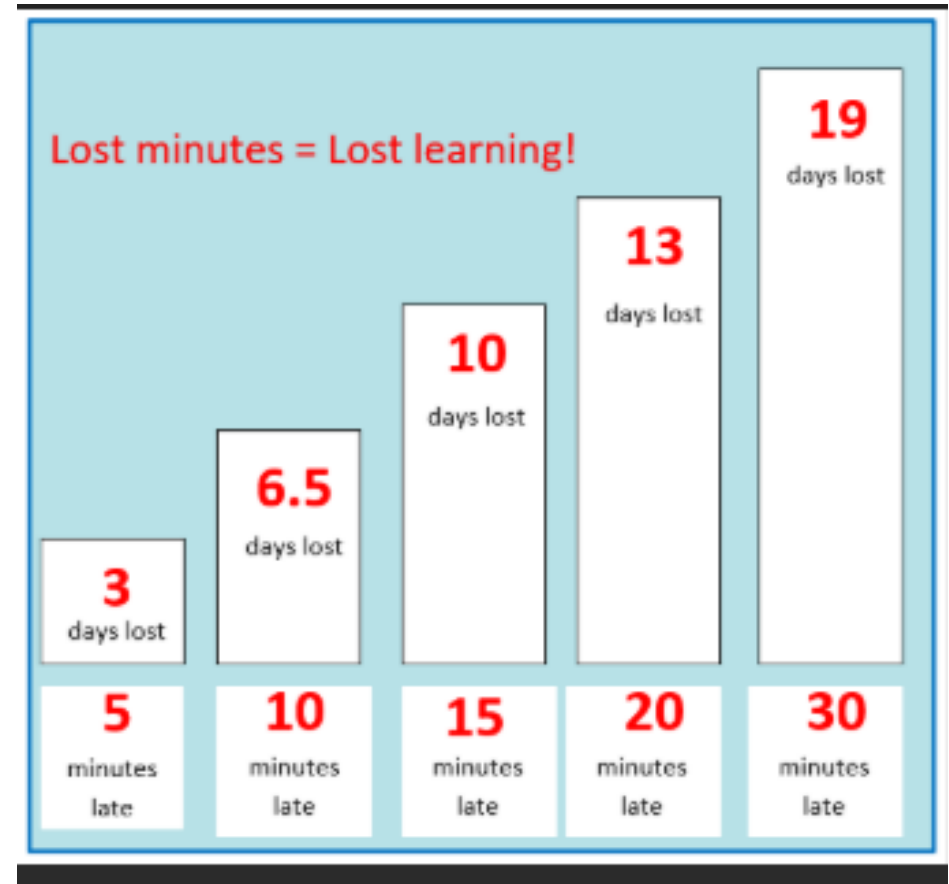 Lost minutes = Lost learning!
19
days lost
13
days lost
10
days lost
6.5
days lost
3
days lost
5
minutes
late
10
minutes
late
15
minutes
late
20
minutes
late
30
minutes
late